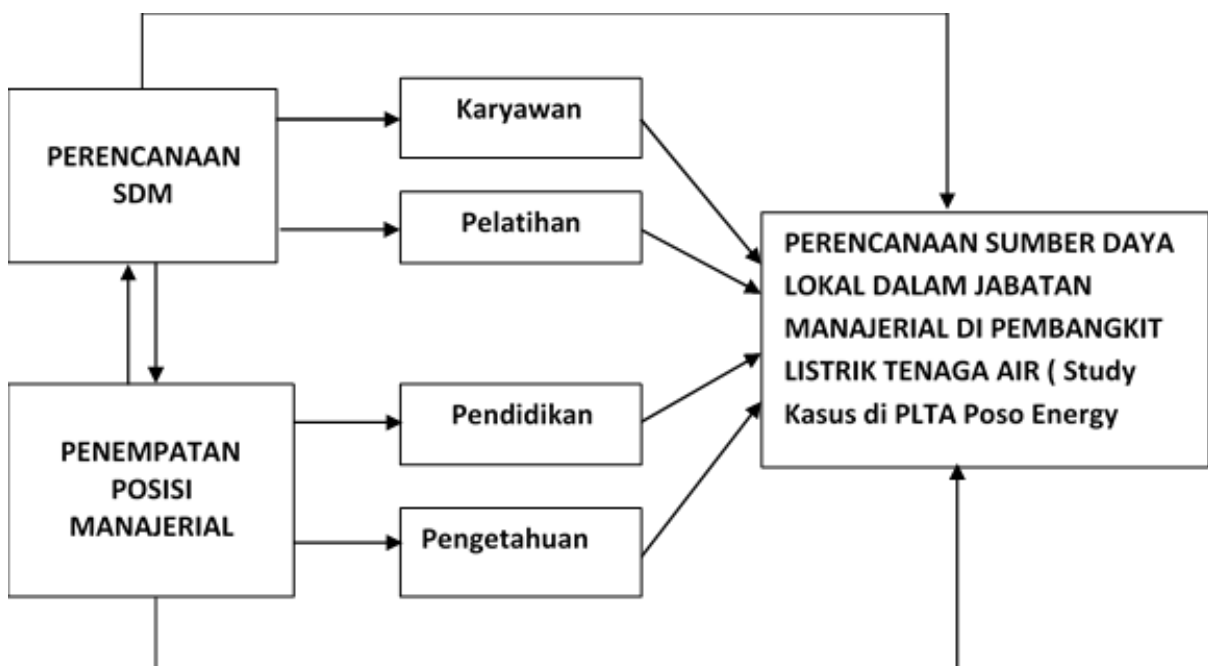 PERENCANAAN
SDM
Karyawan
Pelatihan
PENEMPATAN
POSISI
MANAJERIAL
Pendidikan
Pengetahuan
PERENCANAAN SUMBER DAYA
LOKAL DALAM JABATAN
MANAJERIAL DI PEMBANGKIT
LISTRIK TENAGA AIR ( Study
Kasus di PLTA Poso Energy